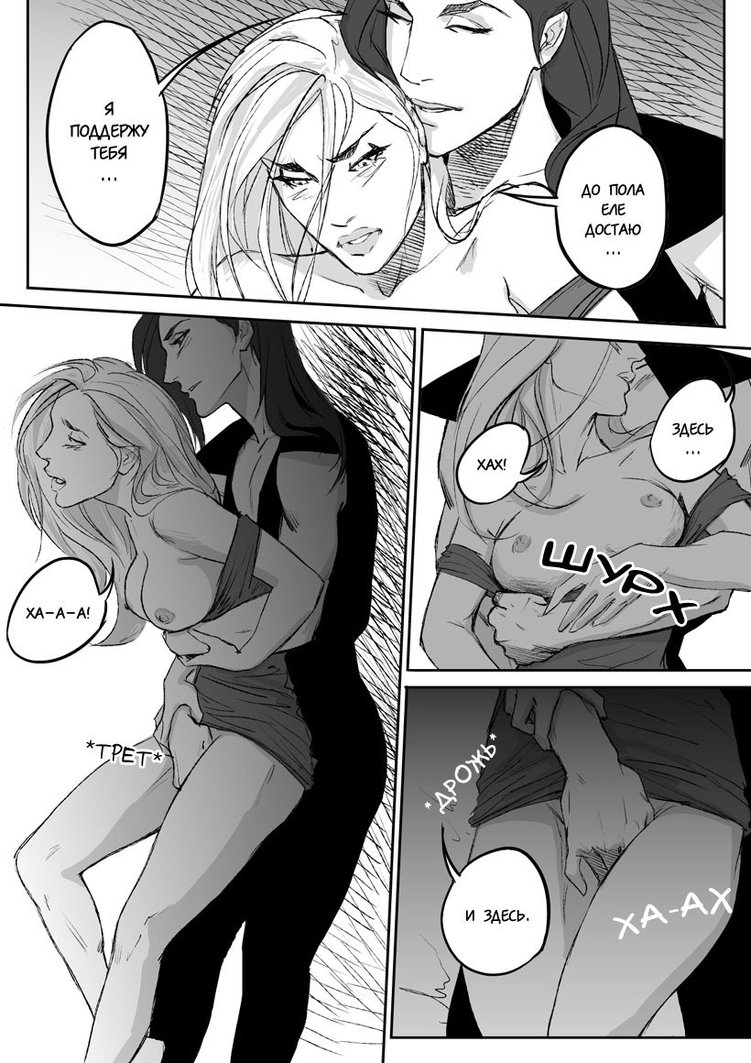 Я
ПОДДЕРЖУ
ТЕБЯ
...
ДО ПОЛА
ЕЛЕ
ДОСТАЮ
...
ХА-А-А!
*ТРЕТ*
ЗДЕСЬ
...
ХАХ!
ШУРХ
*ДРОЖЬ*
И ЗДЕСЬ.
ХА-АХ